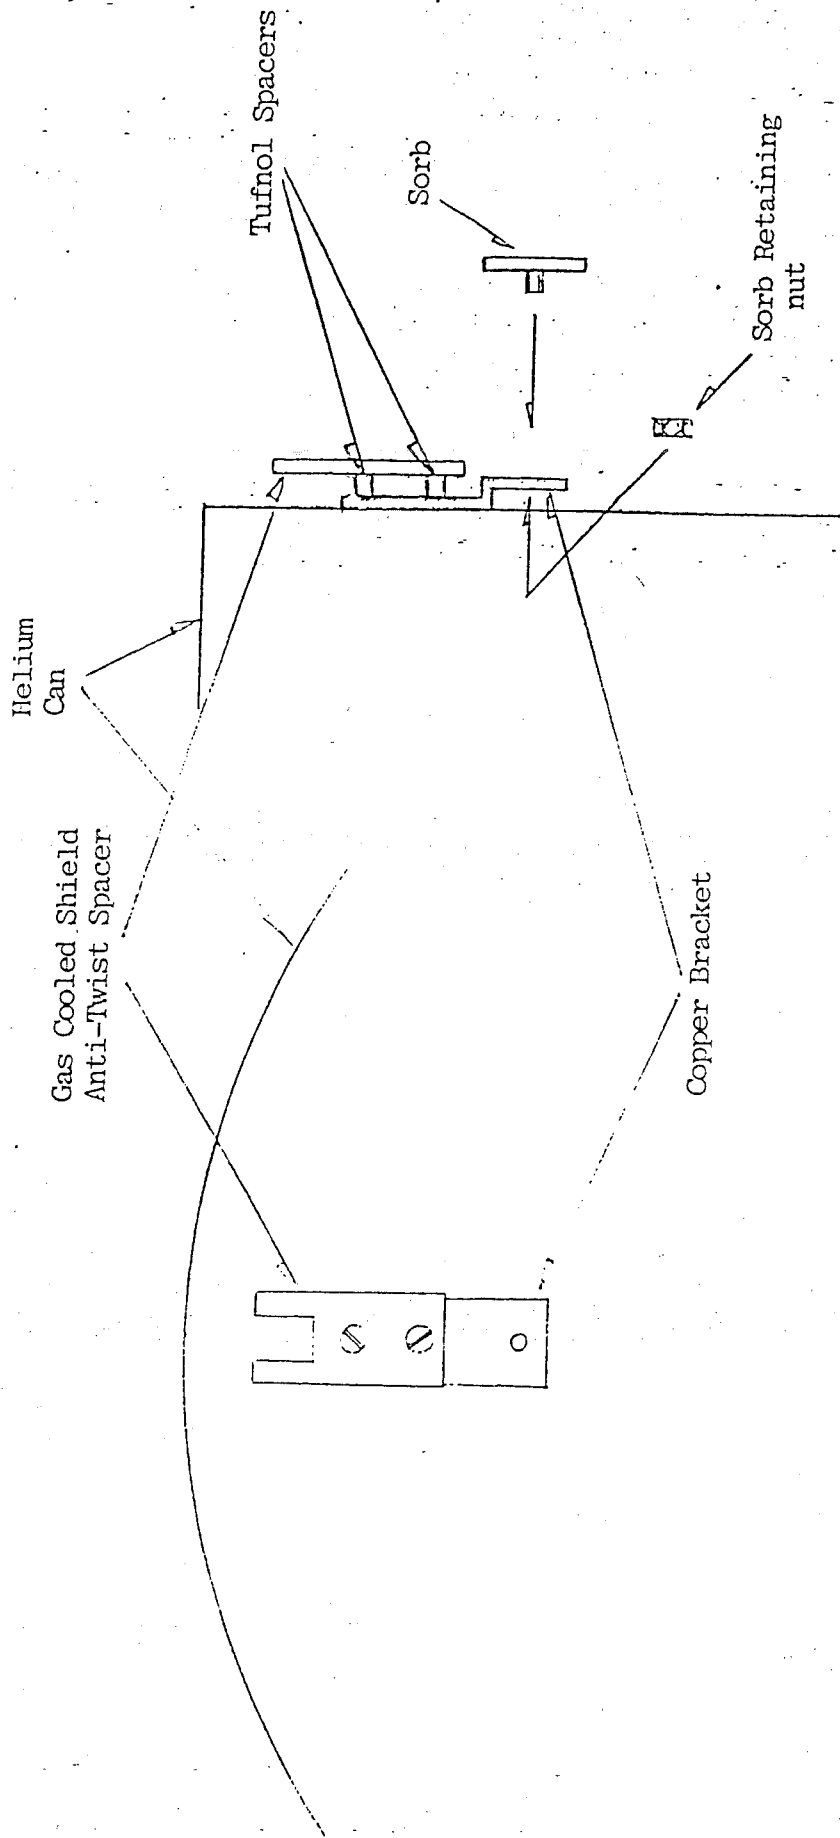 Helium
Can
Tufnol Spacers
Gas Cooled Shield
Anti-Twist Spacer
Sorb
Sorb Retaining
nut
Copper Bracket